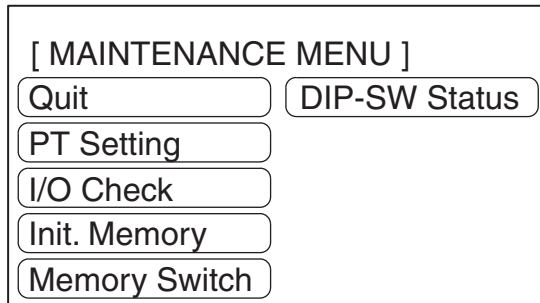 [ MAINTENANCE MENU ]
Quit DIP-SW Status
PT Setting
I/O Check
Init. Memory
Memory Switch